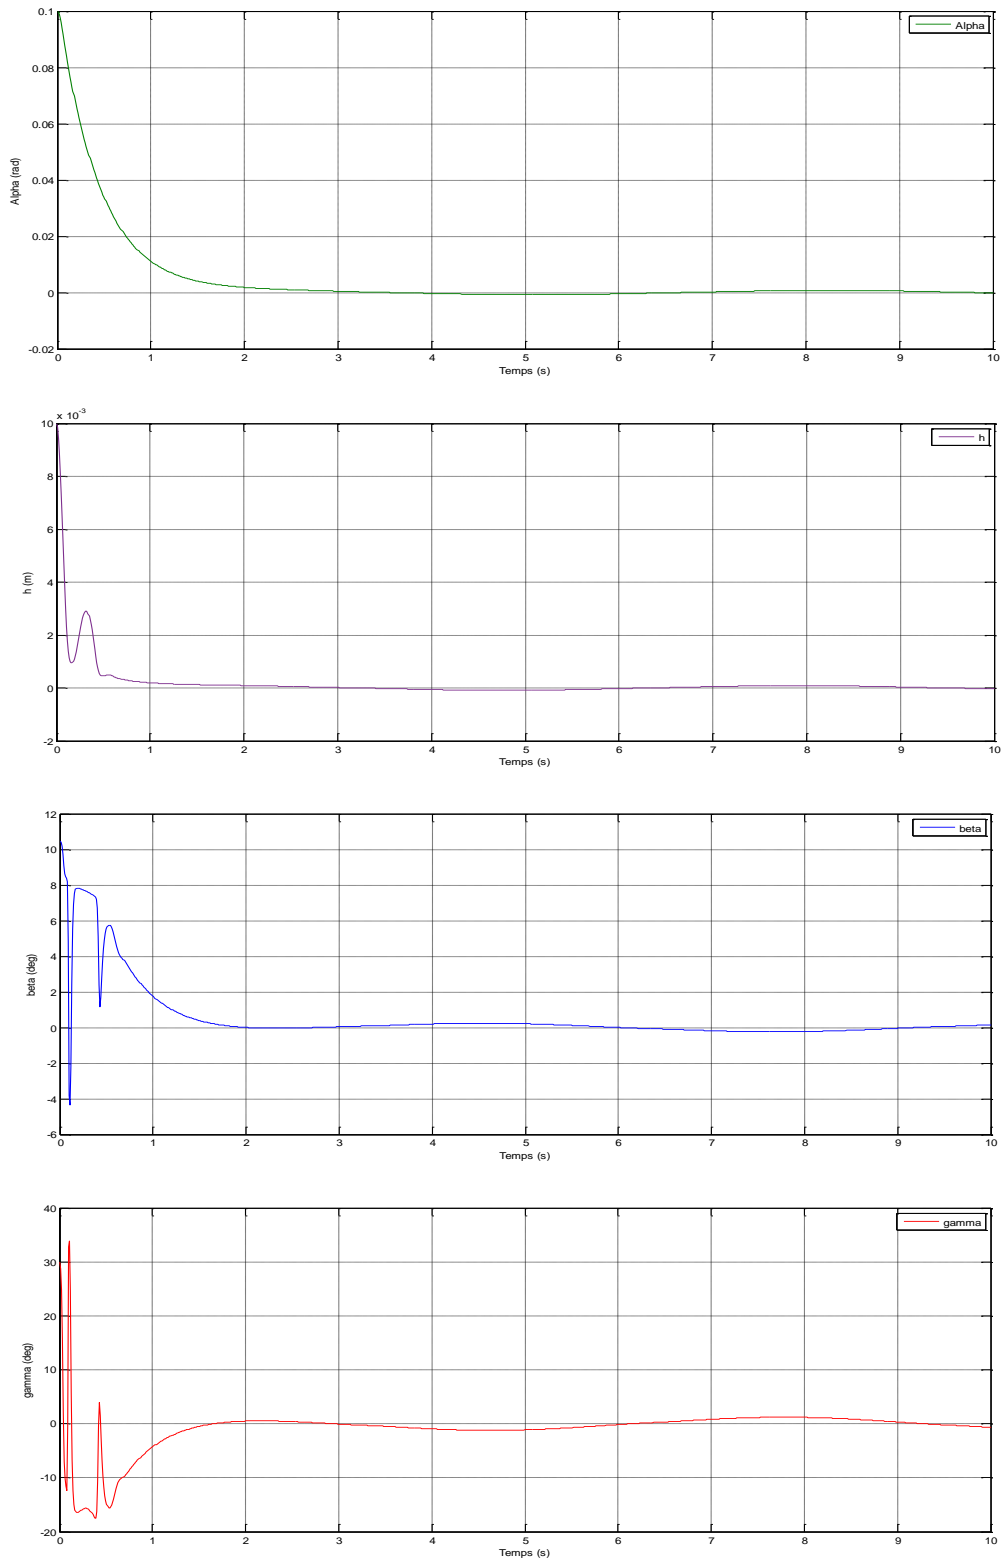 0.1
Alpha
0.08
0.06
0.04
0.02
0
-0.02
Alpha (rad)
0 1 2 3 4 5 6 7 8 9 10
Temps (s)
x 10^-3
10
h
8
6
4
2
0
-2
h (m)
0 1 2 3 4 5 6 7 8 9 10
Temps (s)
12
beta
10
8
6
4
2
0
-2
-4
-6
beta (deg)
0 1 2 3 4 5 6 7 8 9 10
Temps (s)
40
gamma
30
20
10
0
-10
-20
gamma (deg)
0 1 2 3 4 5 6 7 8 9 10
Temps (s)